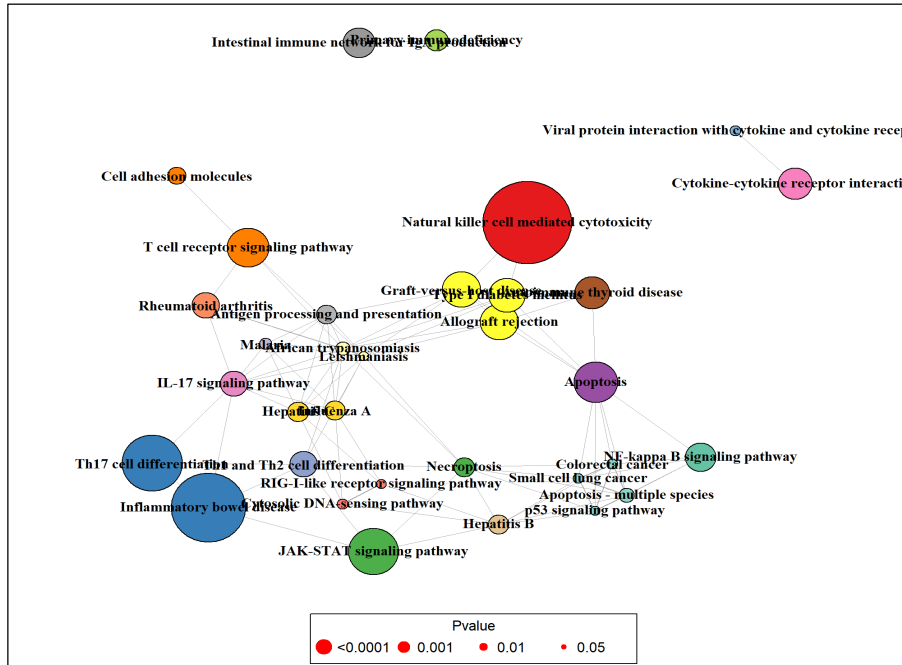 Intestinal immune network for IgA production
Primary immunodeficiency
Viral protein interaction with cytokine and cytokine recep
Cell adhesion molecules
Cytokine-cytokine receptor interacti
Natural killer cell mediated cytotoxicity
T cell receptor signaling pathway
Graft-versus-host disease
Type I diabetes mellitus
thyroid disease
Rheumatoid arthritis
Antigen processing and presentation
Allograft rejection
Malaria
African trypanosomiasis
Leishmaniasis
IL-17 signaling pathway
Apoptosis
Hepatitis C
Influenza A
NF-kappa B signaling pathway
Th17 cell differentiation
Th1 and Th2 cell differentiation
Necroptosis
Colorectal cancer
Small cell lung cancer
RIG-I-like receptor signaling pathway
Apoptosis - multiple species
Inflammatory bowel disease
Cytosolic DNA-sensing pathway
p53 signaling pathway
Hepatitis B
JAK-STAT signaling pathway
Pvalue
<0.0001 0.001 0.01 0.05